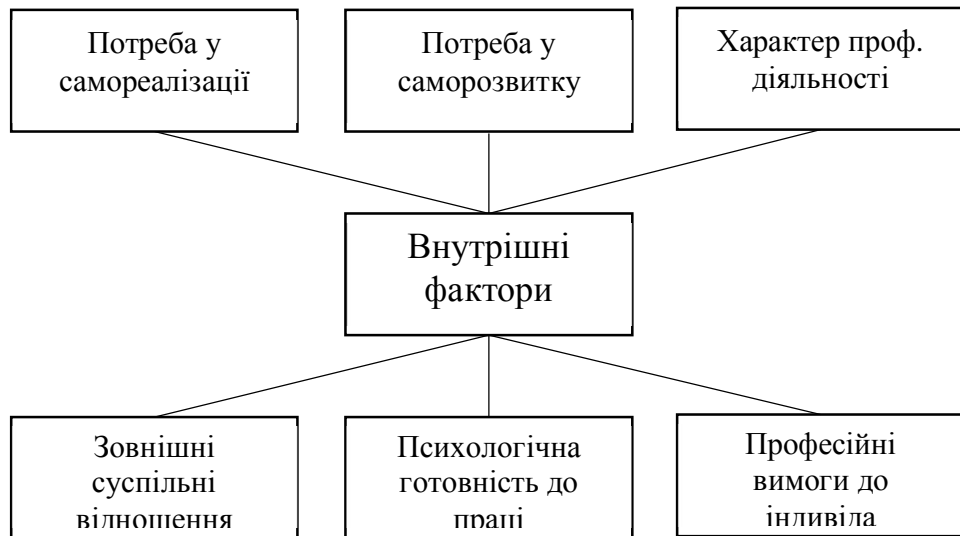 Потреба у
самореалізації
Потреба у
саморозвитку
Характер проф.
діяльності
Внутрішні
фактори
Зовнішні
суспільні
відношення
Психологічна
готовність до
праці
Професійні
вимоги до
індивіда